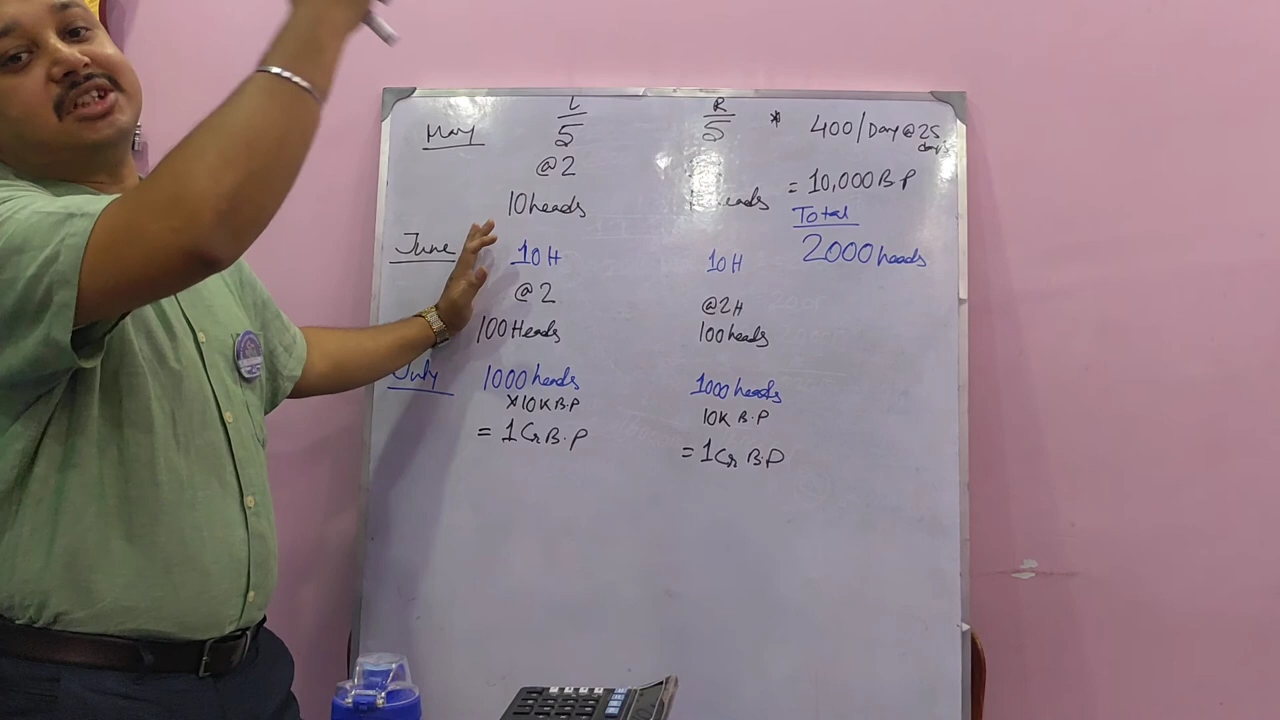 May
L
5
@2
10 heads
R
5
heads
* 400/Day @ 25 days
= 10,000 B.P
Total
2000 heads
June
10 H
@2
100 Heads
10 H
@2H
100 heads
July
1000 heads
x10K B.P
= 1 Cr B.P
1000 heads
10K B.P
= 1 Cr B.P